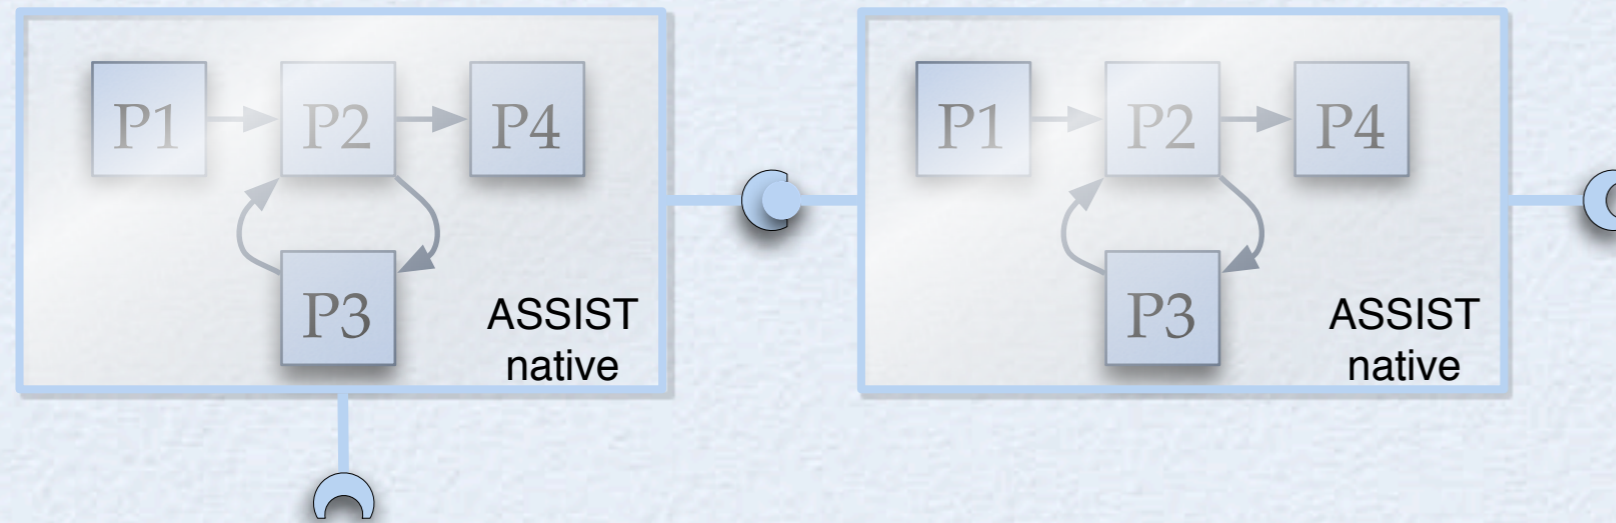 P1 P2 P4
P3
ASSIST
native
P1 P2 P4
P3
ASSIST
native